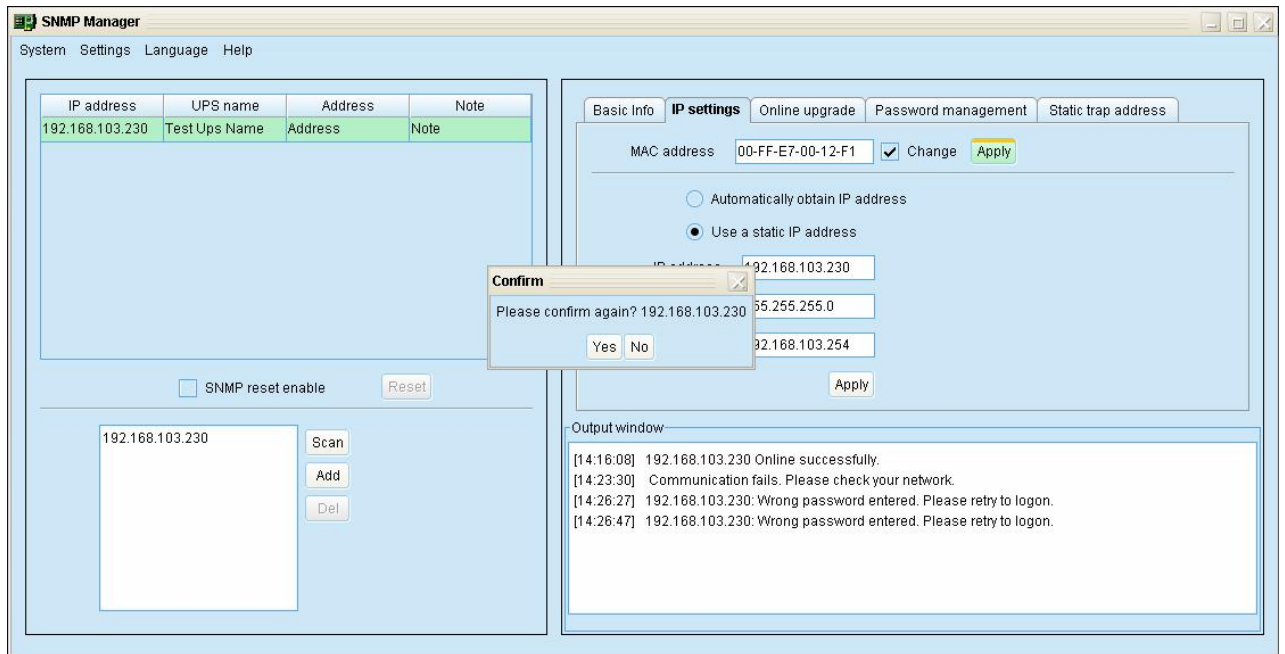 SNMP Manager
System Settings Language Help
IP address UPS name Address Note
192.168.103.230 Test Ups Name Address Note
SNMP reset enable Reset
192.168.103.230
Scan
Add
Del
Basic Info IP settings Online upgrade Password management Static trap address
MAC address 00-FF-E7-00-12-F1 Change Apply
Automatically obtain IP address
Use a static IP address
192.168.103.230
55.255.255.0
92.168.103.254
Apply
Confirm
Please confirm again? 192.168.103.230
Yes No
Output window
[14:16:08] 192.168.103.230 Online successfully.
[14:23:30] Communication fails. Please check your network.
[14:26:27] 192.168.103.230: Wrong password entered. Please retry to logon.
[14:26:47] 192.168.103.230: Wrong password entered. Please retry to logon.